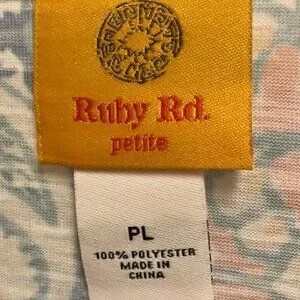 Ruby Rd.
petite
PL
100% POLYESTER
MADE IN
CHINA